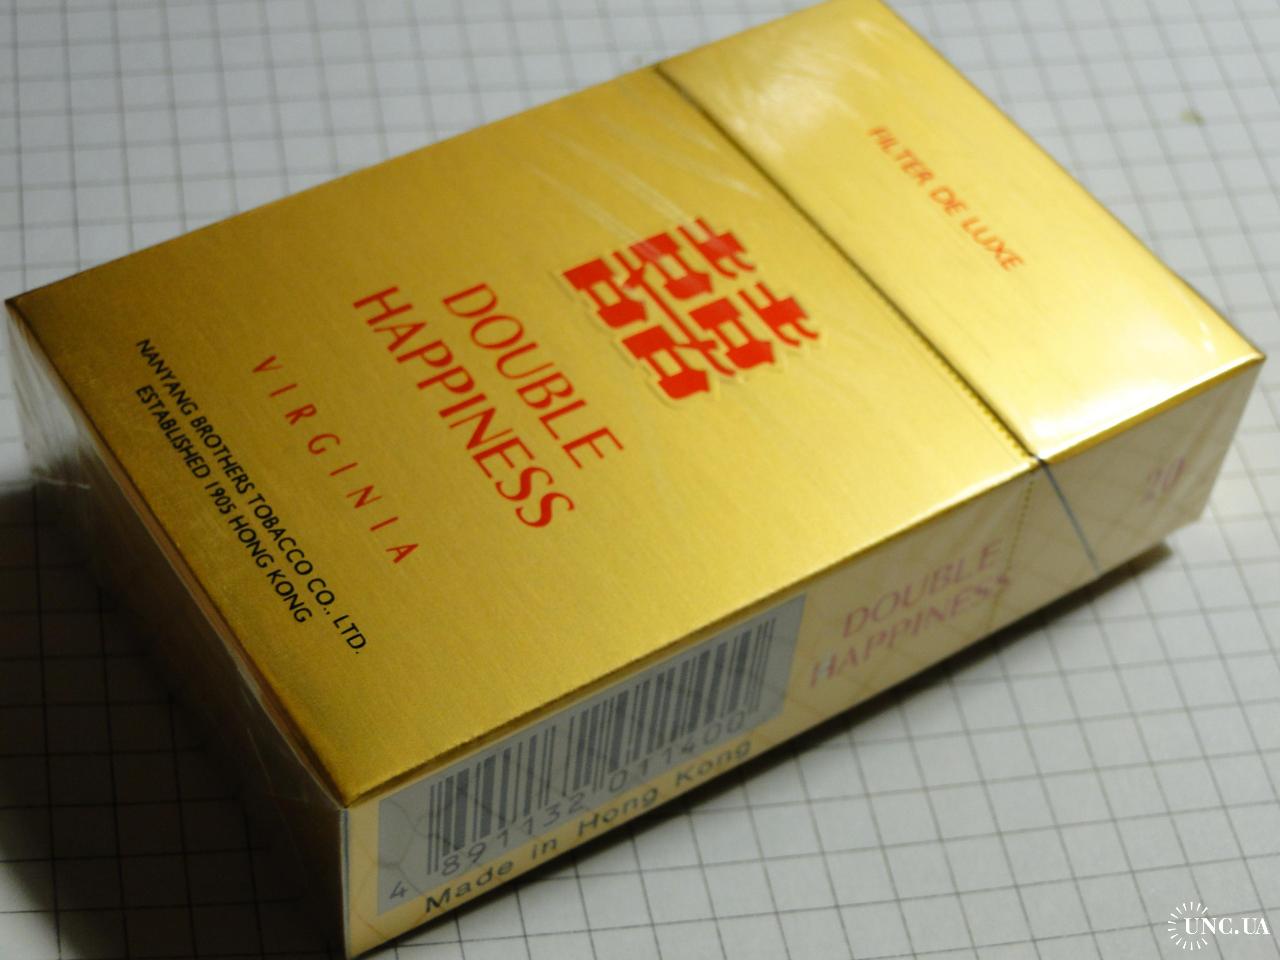 FILTER DE LUXE
囍
DOUBLE
HAPPINESS
VIRGINIA
NANYANG BROTHERS TOBACCO CO., LTD.
ESTABLISHED 1905 HONG KONG
20
DOUBLE
HAPPINESS
4 891132 011400
Made in Hong Kong
UNC.UA